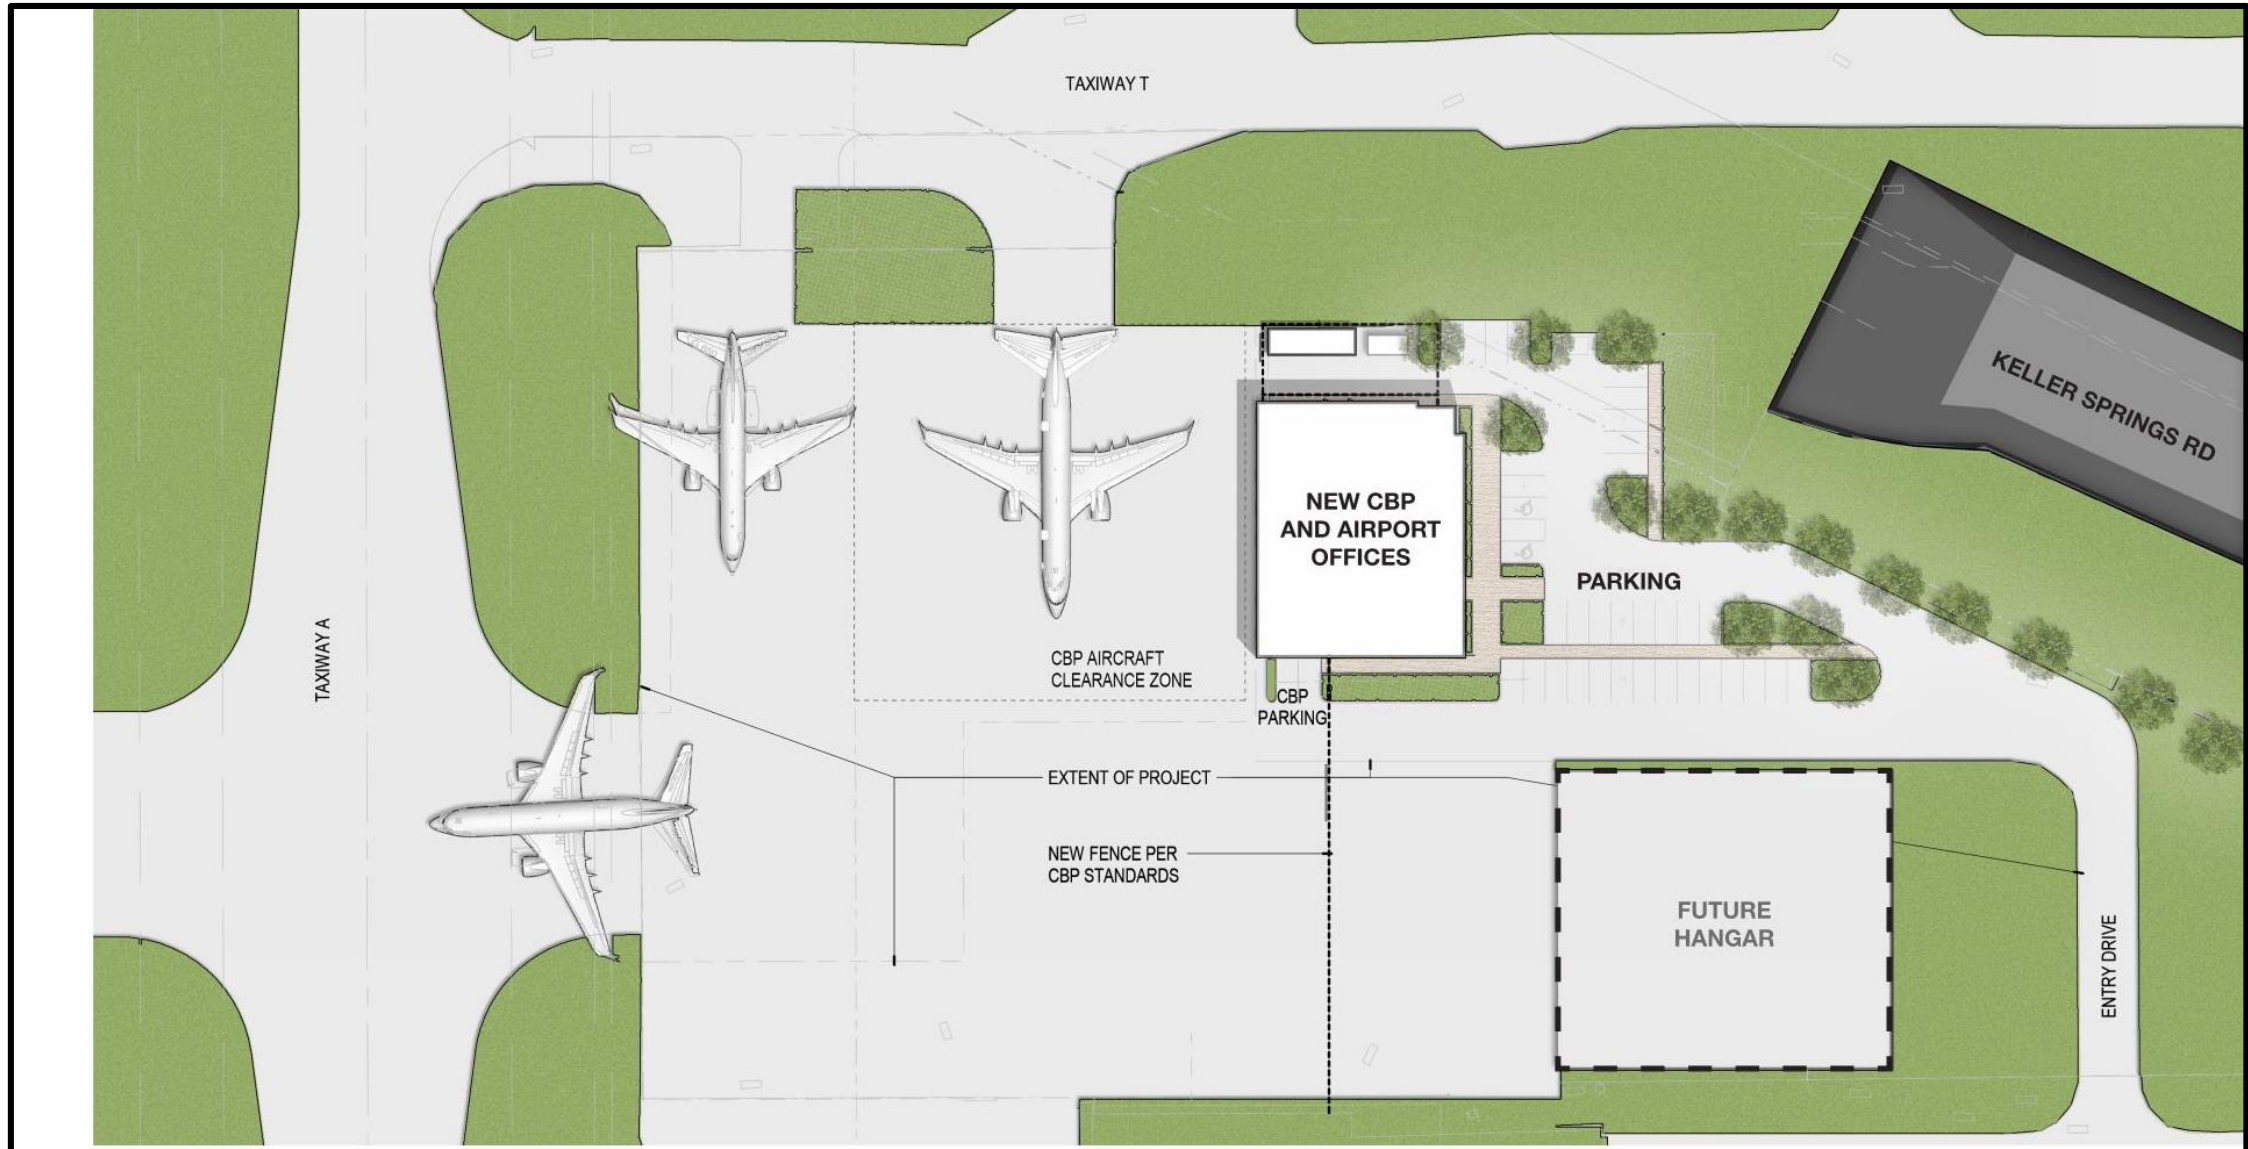 TAXIWAY T
KELLER SPRINGS RD
NEW CBP
AND AIRPORT
OFFICES
PARKING
TAXIWAY A
CBP AIRCRAFT
CLEARANCE ZONE
CBP
PARKING
EXTENT OF PROJECT
NEW FENCE PER
CBP STANDARDS
FUTURE
HANGAR
ENTRY DRIVE